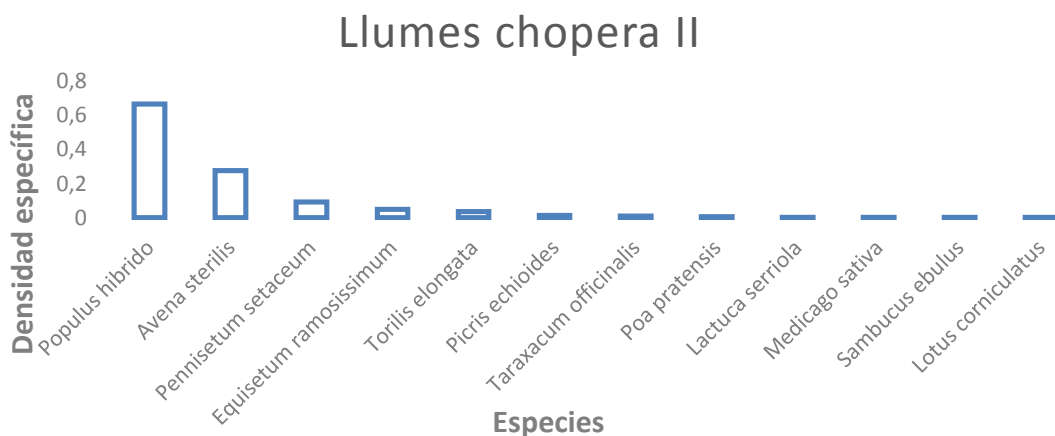 Llumes chopera II
Densidad específica
0,8
0,6
0,4
0,2
0
Populus hibrido
Avena sterilis
Pennisetum setaceum
Equisetum ramosissimum
Torilis elongata
Picris echioides
Taraxacum officinalis
Poa pratensis
Lactuca serriola
Medicago sativa
Sambucus ebulus
Lotus corniculatus
Especies